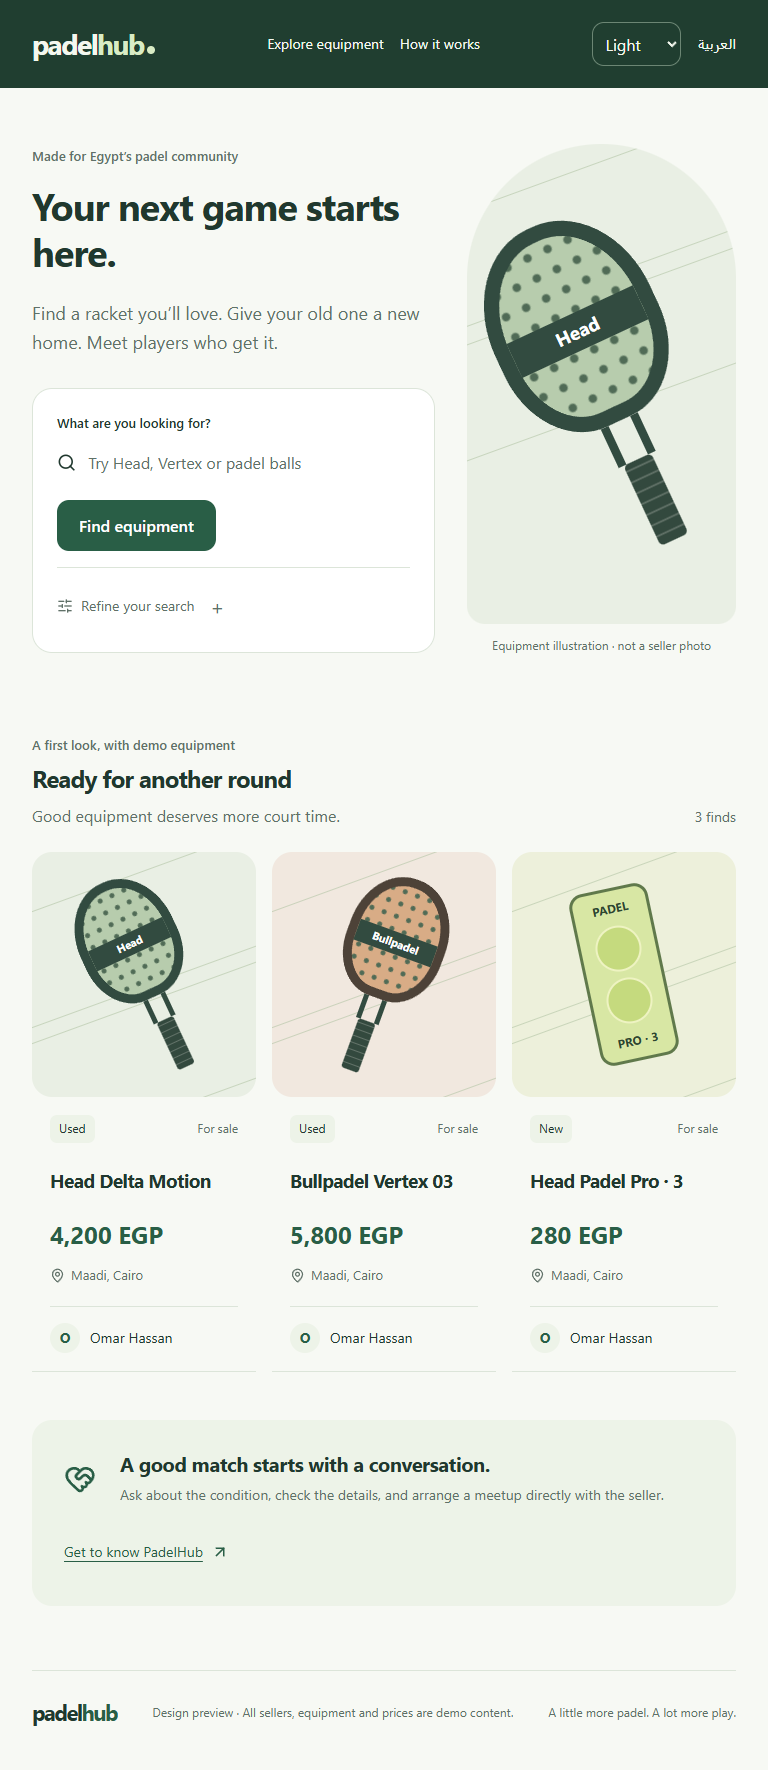 padelhub.
Explore equipment
How it works
Light
العربية
Made for Egypt's padel community
Your next game starts
here.
Find a racket you'll love. Give your old one a new
home. Meet players who get it.
What are you looking for?
Try Head, Vertex or padel balls
Find equipment
Refine your search +
Head
Equipment illustration · not a seller photo
A first look, with demo equipment
Ready for another round
Good equipment deserves more court time.
3 finds
Head
Used
For sale
Head Delta Motion
4,200 EGP
Maadi, Cairo
O
Omar Hassan
Bullpadel
Used
For sale
Bullpadel Vertex 03
5,800 EGP
Maadi, Cairo
O
Omar Hassan
PADEL
PRO · 3
New
For sale
Head Padel Pro · 3
280 EGP
Maadi, Cairo
O
Omar Hassan
A good match starts with a conversation.
Ask about the condition, check the details, and arrange a meetup directly with the seller.
Get to know PadelHub
padelhub
Design preview · All sellers, equipment and prices are demo content.
A little more padel. A lot more play.